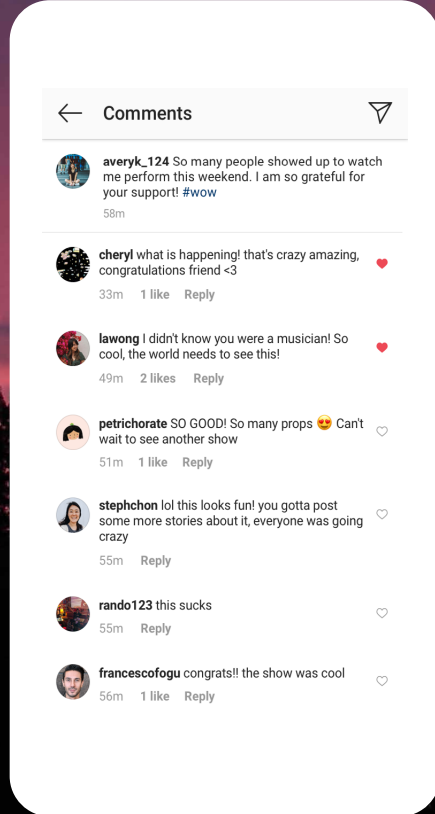 Comments
averyk_124 So many people showed up to watch
me perform this weekend. I am so grateful for
your support! #wow
58m
cheryl what is happening! that's crazy amazing,
congratulations friend <3
33m 1 like Reply
lawong I didn't know you were a musician! So
cool, the world needs to see this!
49m 2 likes Reply
petrichorate SO GOOD! So many props 😍 Can't
wait to see another show
51m 1 like Reply
stephchon lol this looks fun! you gotta post
some more stories about it, everyone was going
crazy
55m Reply
rando123 this sucks
55m Reply
francescofogu congrats!! the show was cool
56m 1 like Reply